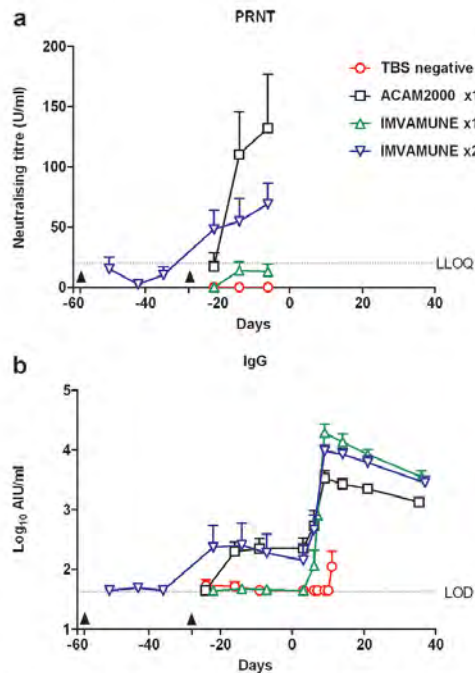 a
PRNT
200
150
100
50
0
Neutralising titre (U/ml)
TBS negative
ACAM2000 x1
IMVAMUNE x1
IMVAMUNE x2
LLOQ
-60 -40 -20 0 20 40
Days
b
IgG
5
4
3
2
1
Log10 AIU/ml
LOD
-60 -40 -20 0 20 40
Days